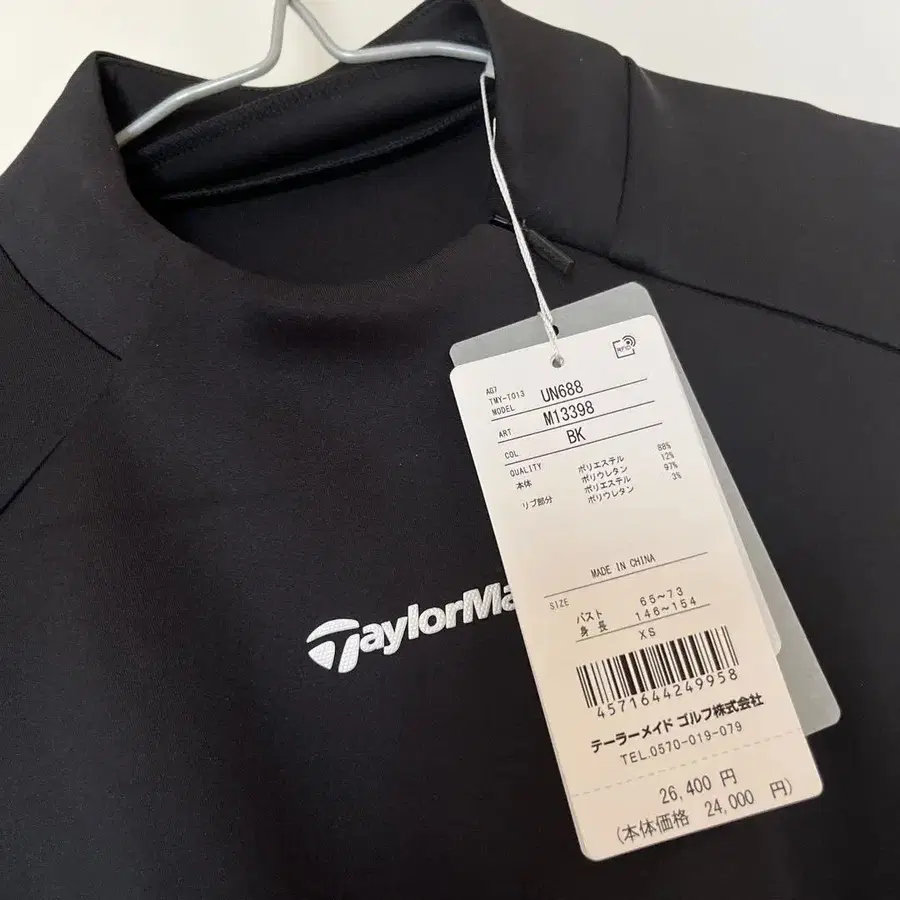 RFID
AG7
TMY-T013
MODEL UN688
ART M13398
COL BK
QUALITY
本体 ポリエステル 88%
ポリウレタン 12%
リブ部分 ポリエステル 97%
ポリウレタン 3%
MADE IN CHINA
SIZE
バスト 65~73
身 長 146~154
XS
4571644249958
テーラーメイド ゴルフ株式会社
TEL.0570-019-079
26,400 円
(本体価格 24,000 円)
TaylorMa